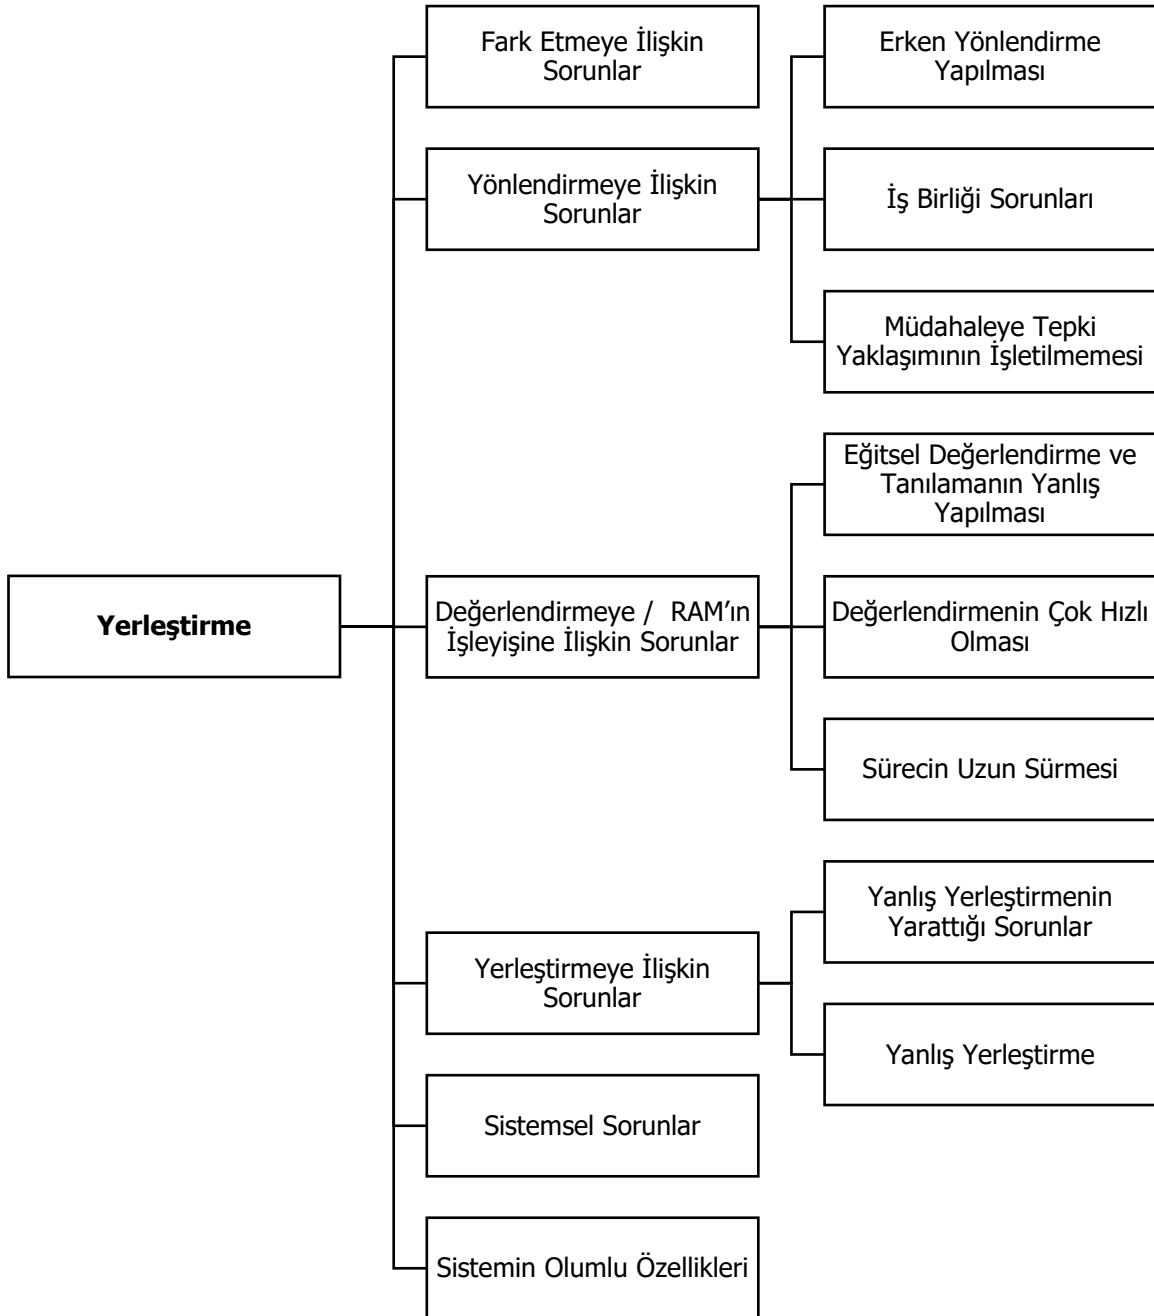 Fark Etmeye İlişkin
Sorunlar
Erken Yönlendirme
Yapılması
Yönlendirmeye İlişkin
Sorunlar
İş Birliği Sorunları
Müdahaleye Tepki
Yaklaşımının İşletilmemesi
Eğitsel Değerlendirme ve
Tanılamanın Yanlış
Yapılması
Yerleştirme
Değerlendirmeye / RAM’ın
İşleyişine İlişkin Sorunlar
Değerlendirmenin Çok Hızlı
Olması
Sürecin Uzun Sürmesi
Yanlış Yerleştirmenin
Yarattığı Sorunlar
Yerleştirmeye İlişkin
Sorunlar
Yanlış Yerleştirme
Sistemsel Sorunlar
Sistemin Olumlu Özellikleri